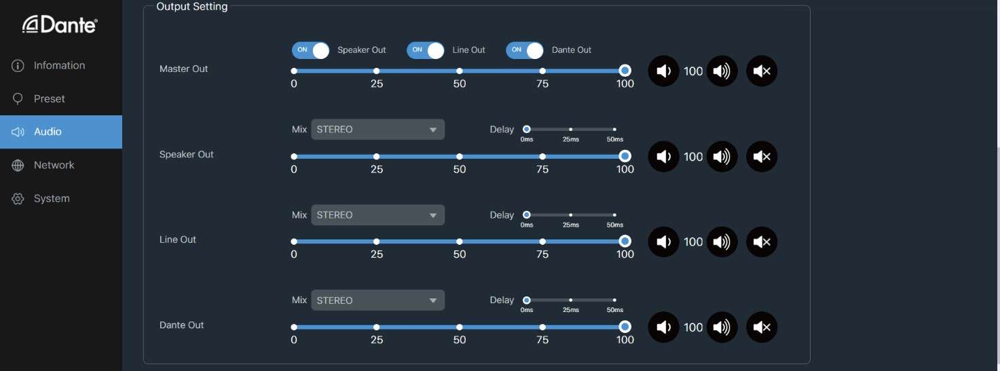 Output Setting
Dante®
Infomation
Preset
Audio
Network
System
ON Speaker Out ON Line Out ON Dante Out
Master Out
0 25 50 75 100
100
Mix STEREO Delay
0ms 25ms 50ms
Speaker Out
0 25 50 75 100
100
Mix STEREO Delay
0ms 25ms 50ms
Line Out
0 25 50 75 100
100
Mix STEREO Delay
0ms 25ms 50ms
Dante Out
0 25 50 75 100
100